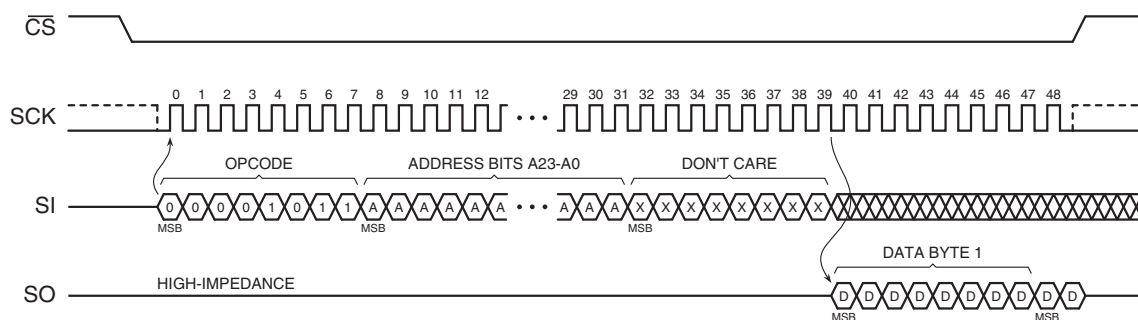 CS
0 1 2 3 4 5 6 7 8 9 10 11 12 29 30 31 32 33 34 35 36 37 38 39 40 41 42 43 44 45 46 47 48
SCK • • •
OPCODE ADDRESS BITS A23-A0 DON'T CARE
SI 0 0 0 0 1 0 1 1 A A A A A A • • • A A A X X X X X X X X
MSB MSB MSB
DATA BYTE 1
SO HIGH-IMPEDANCE D D D D D D D D D D
MSB MSB